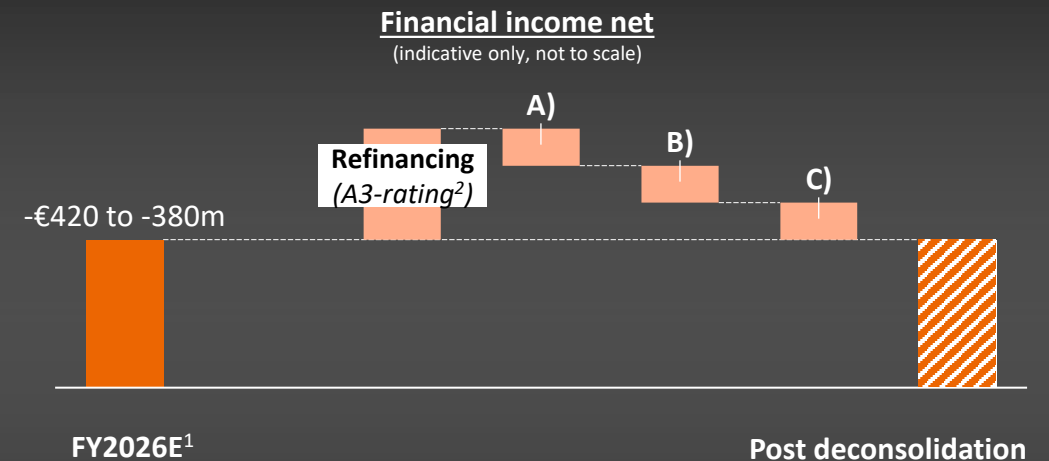 Financial income net
(indicative only, not to scale)
A)
B)
C)
Refinancing
(A3-rating²)
-€420 to -380m
FY2026E¹
Post deconsolidation